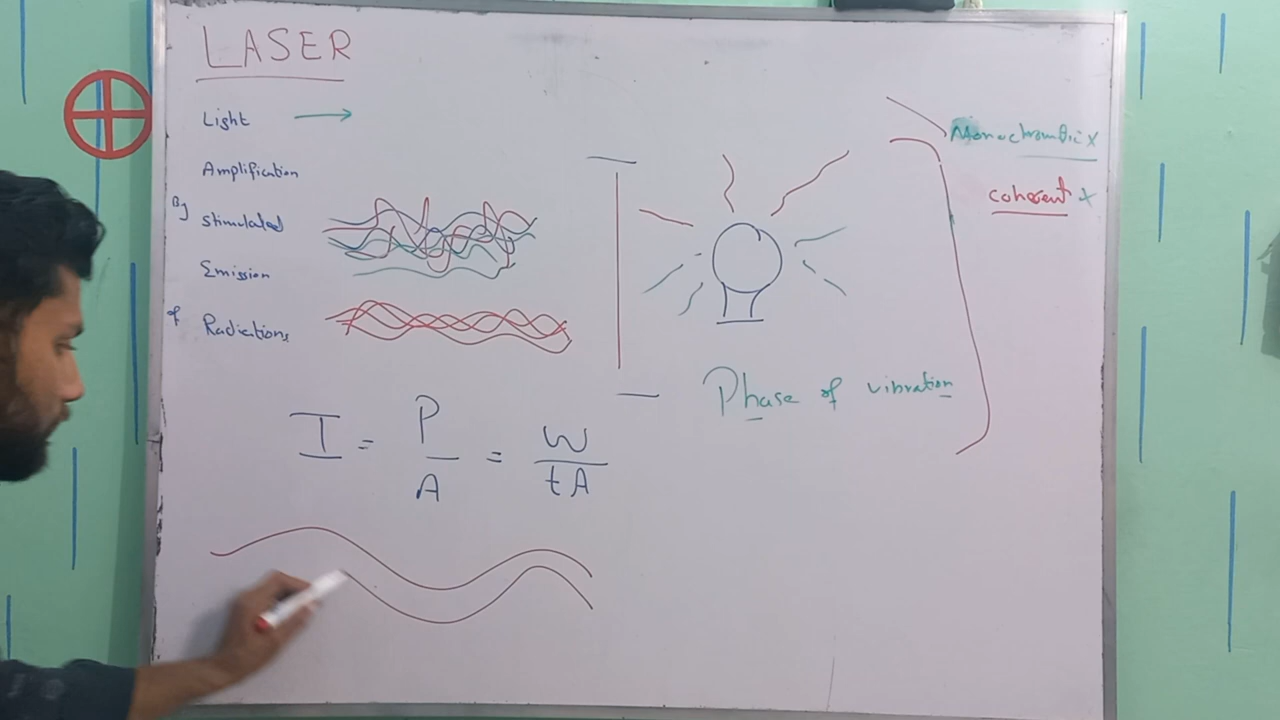 LASER
Light →
Amplification
By Stimulated
Emission
of Radiations
I = P/A = W/tA
Monochromatic x
coherent x
Phase of vibration